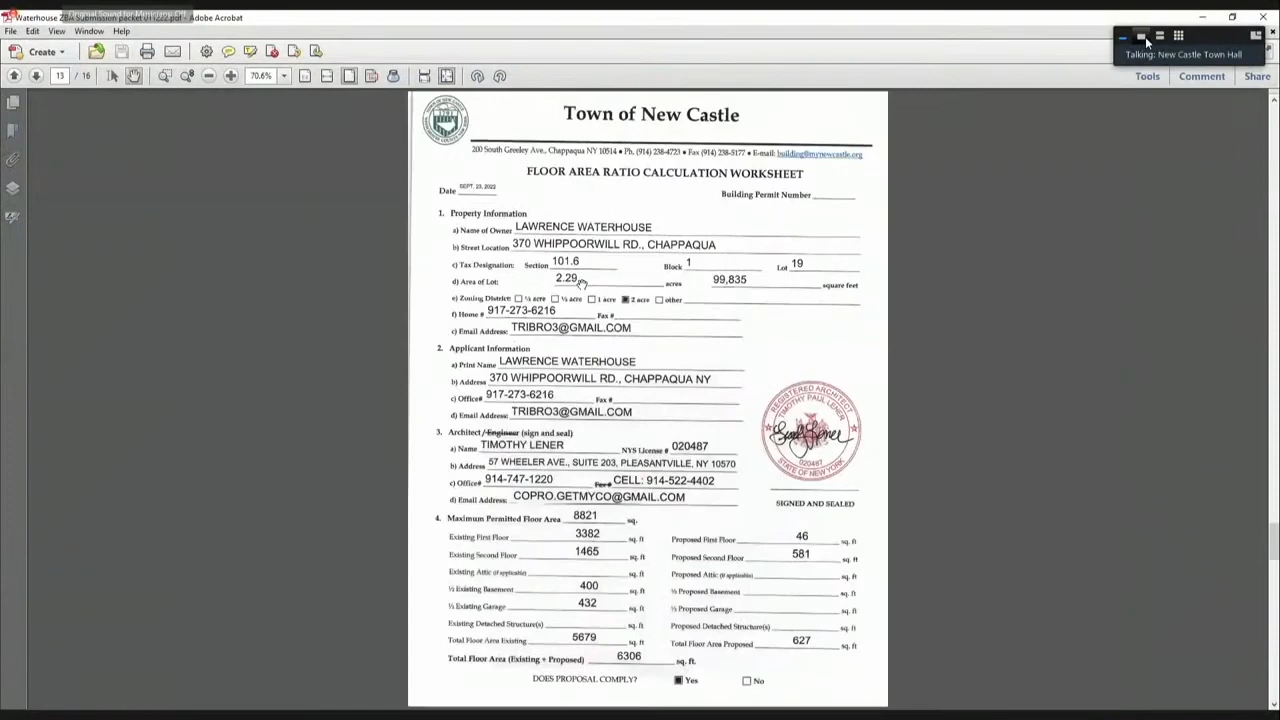 Waterhouse ZBA Submission packet 011222.pdf - Adobe Acrobat
File Edit View Window Help
Create
Talking: New Castle Town Hall
13 / 16 70.6%
Tools Comment Share
Town of New Castle
200 South Greeley Ave., Chappaqua NY 10514 • Ph. (914) 238-4723 • Fax (914) 238-5177 • E-mail: building@mynewcastle.org
FLOOR AREA RATIO CALCULATION WORKSHEET
Date SEPT. 23, 2022 Building Permit Number
1. Property Information
a) Name of Owner LAWRENCE WATERHOUSE
b) Street Location 370 WHIPPOORWILL RD., CHAPPAQUA
c) Tax Designation: Section 101.6 Block 1 Lot 19
d) Area of Lot: 2.29 acres 99,835 square feet
e) Zoning District: ¼ acre ½ acre 1 acre 2 acre other
f) Home # 917-273-6216 Fax #
c) Email Address: TRIBRO3@GMAIL.COM
2. Applicant Information
a) Print Name LAWRENCE WATERHOUSE
b) Address 370 WHIPPOORWILL RD., CHAPPAQUA NY
c) Office# 917-273-6216 Fax #
d) Email Address: TRIBRO3@GMAIL.COM
3. Architect/Engineer (sign and seal)
a) Name TIMOTHY LENER NYS License # 020487
b) Address 57 WHEELER AVE., SUITE 203, PLEASANTVILLE, NY 10570
c) Office# 914-747-1220 Fax# CELL: 914-522-4402
d) Email Address: COPRO.GETMYCO@GMAIL.COM
REGISTERED ARCHITECT
TIMOTHY PAUL LENER
020487
STATE OF NEW YORK
SIGNED AND SEALED
4. Maximum Permitted Floor Area 8821 sq.
Existing First Floor 3382 sq. ft Proposed First Floor 46 sq. ft
Existing Second Floor 1465 sq. ft Proposed Second Floor 581 sq. ft
Existing Attic (if applicable) sq. ft Proposed Attic (if applicable) sq. ft
½ Existing Basement 400 sq. ft ½ Proposed Basement sq. ft
½ Existing Garage 432 sq. ft ½ Proposed Garage sq. ft
Existing Detached Structure(s) sq. ft Proposed Detached Structure(s) sq. ft
Total Floor Area Existing 5679 sq. ft Total Floor Area Proposed 627 sq. ft
Total Floor Area (Existing + Proposed) 6306 sq. ft.
DOES PROPOSAL COMPLY? Yes No